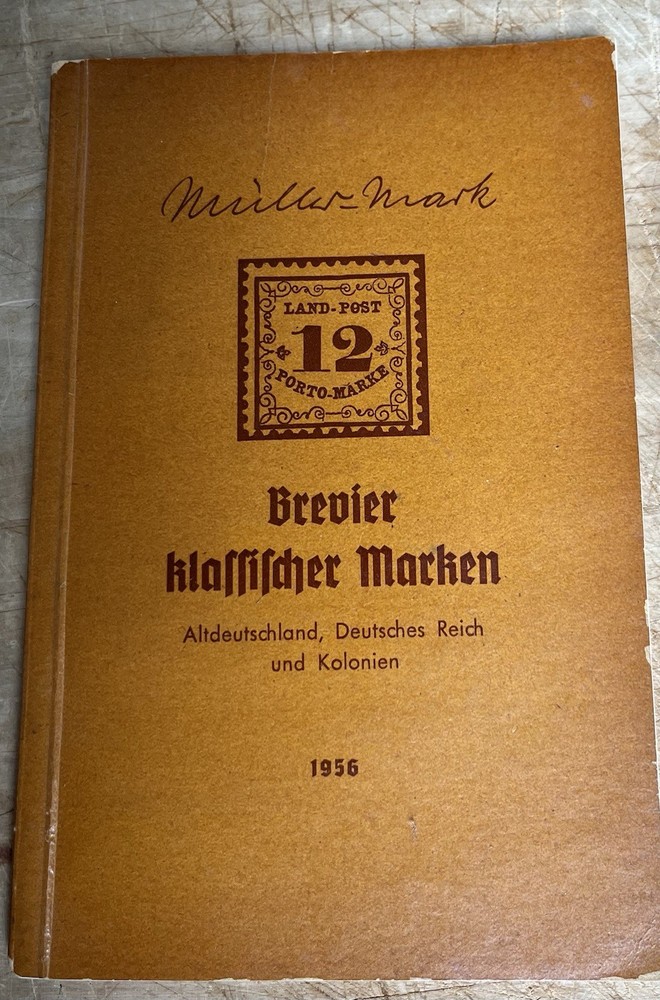 Müller-Mark
LAND-POST
12
PORTO-MARKE
Brevier
klaſſiſcher Marken
Altdeutschland, Deutsches Reich
und Kolonien
1956